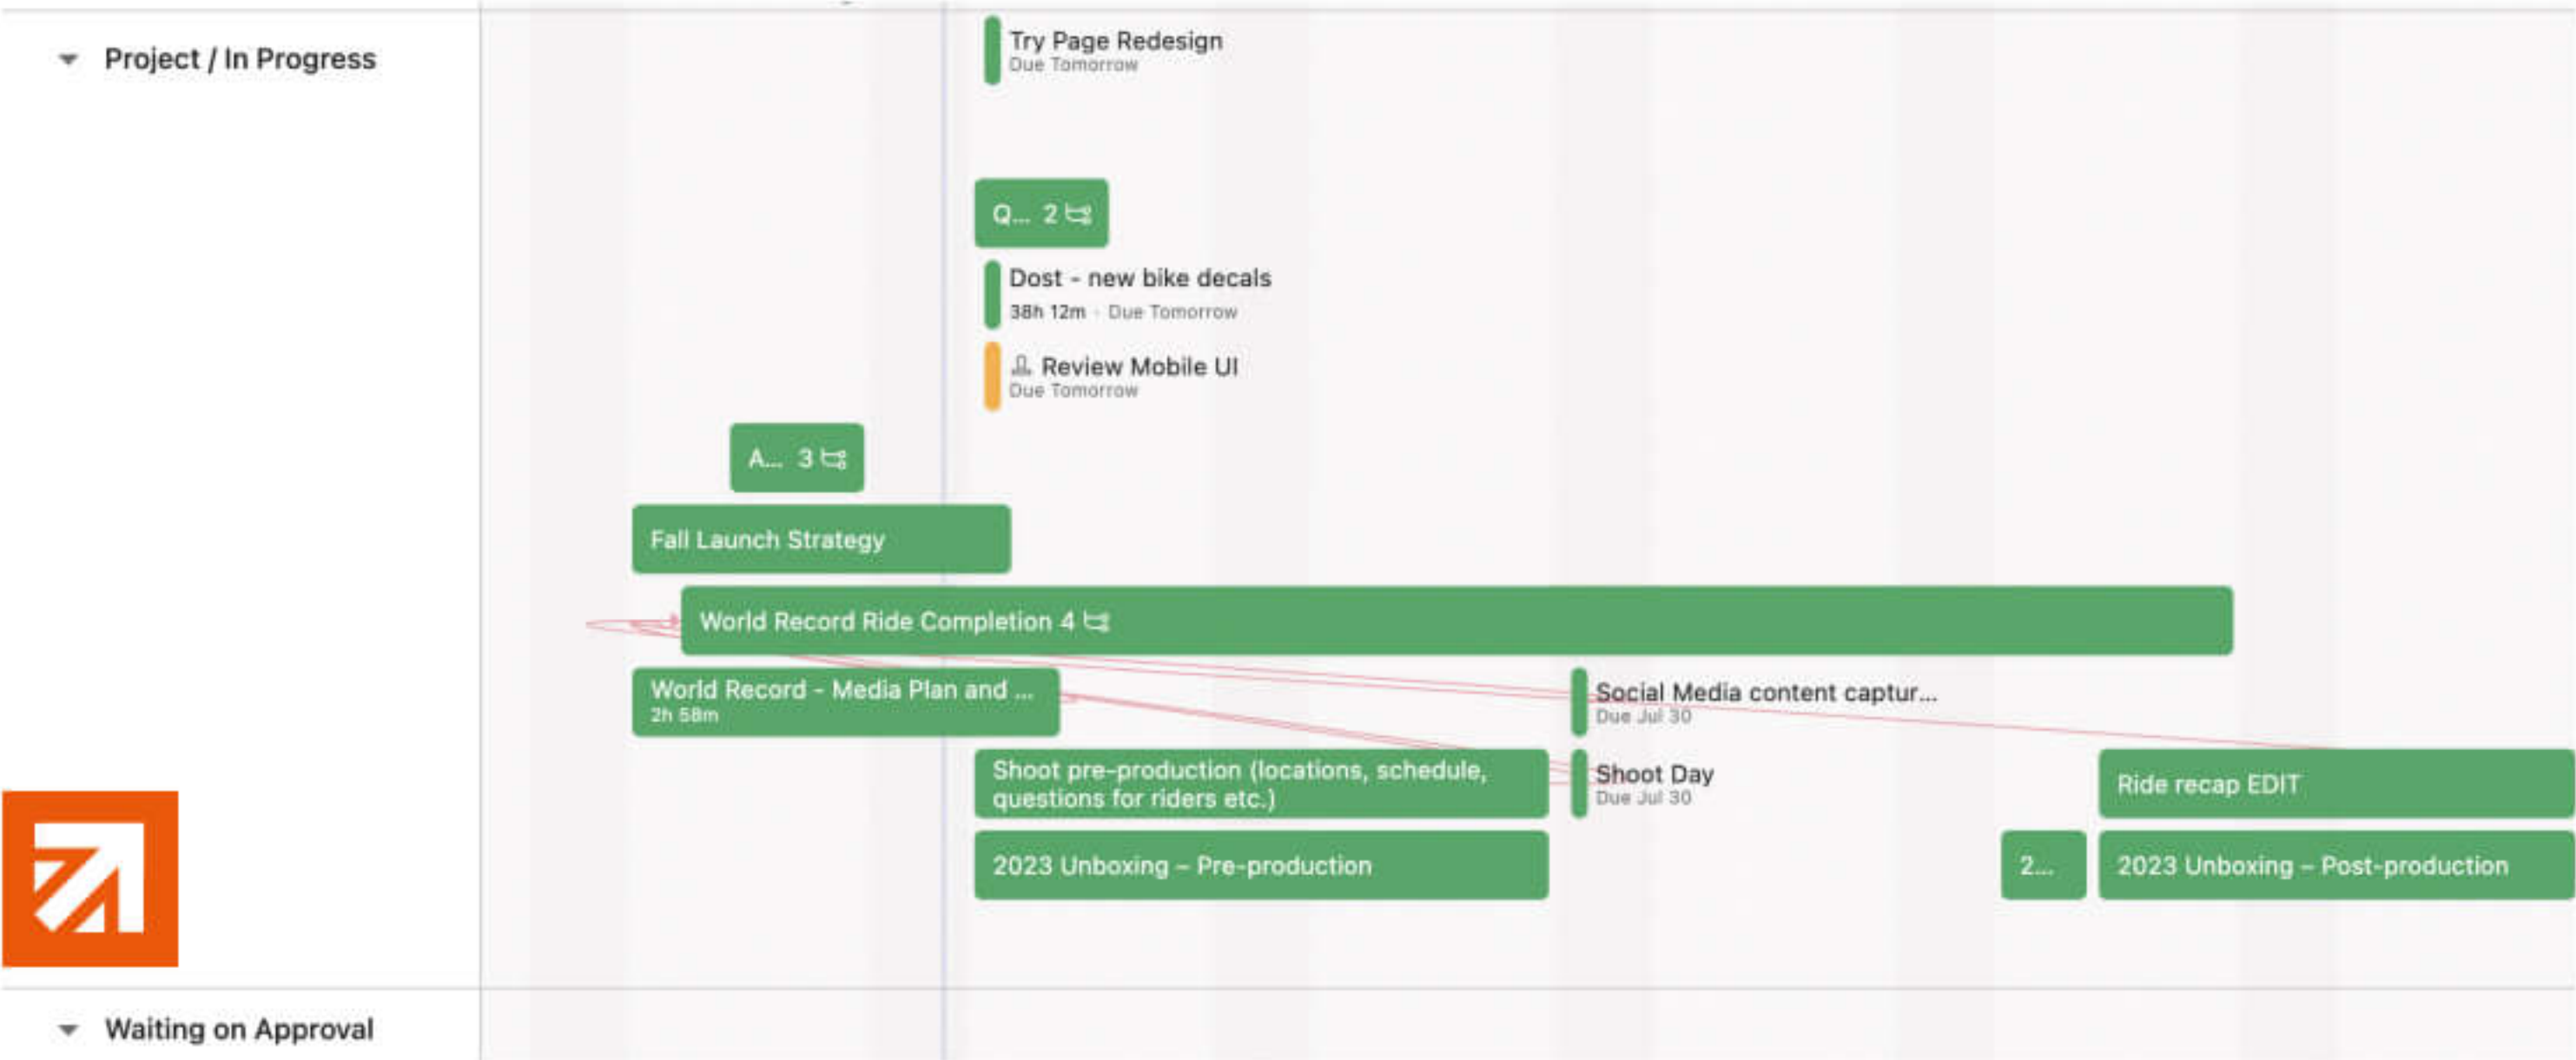 Project / In Progress
Try Page Redesign
Due Tomorrow
Q... 2
Dost - new bike decals
38h 12m · Due Tomorrow
Review Mobile UI
Due Tomorrow
A... 3
Fall Launch Strategy
World Record Ride Completion 4
World Record - Media Plan and ...
2h 58m
Social Media content captur...
Due Jul 30
Shoot pre-production (locations, schedule,
questions for riders etc.)
Shoot Day
Due Jul 30
Ride recap EDIT
2023 Unboxing – Pre-production
2...
2023 Unboxing – Post-production
Waiting on Approval